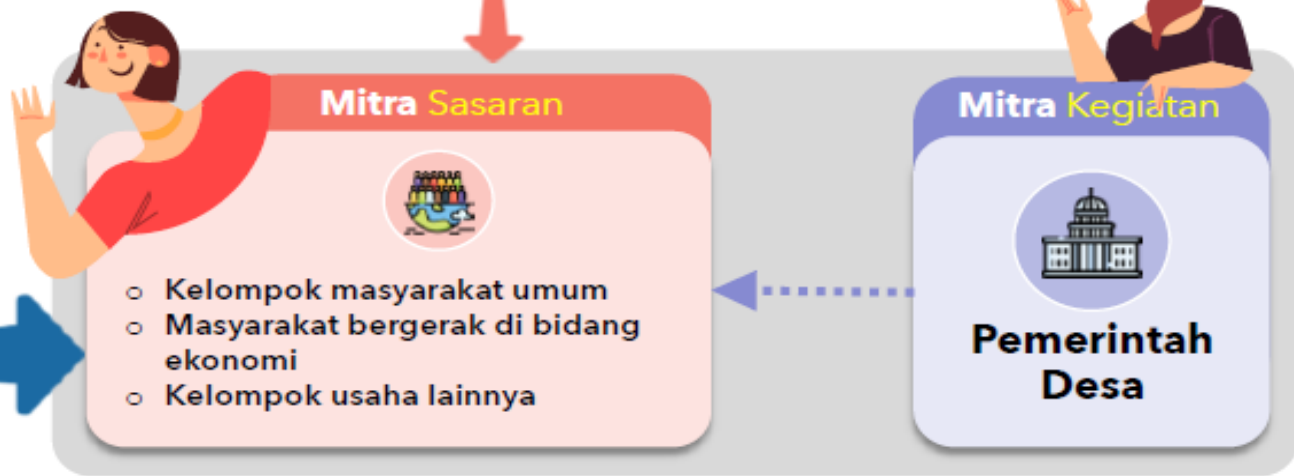 Mitra Sasaran
○ Kelompok masyarakat umum
○ Masyarakat bergerak di bidang
ekonomi
○ Kelompok usaha lainnya
Mitra Kegiatan
Pemerintah
Desa